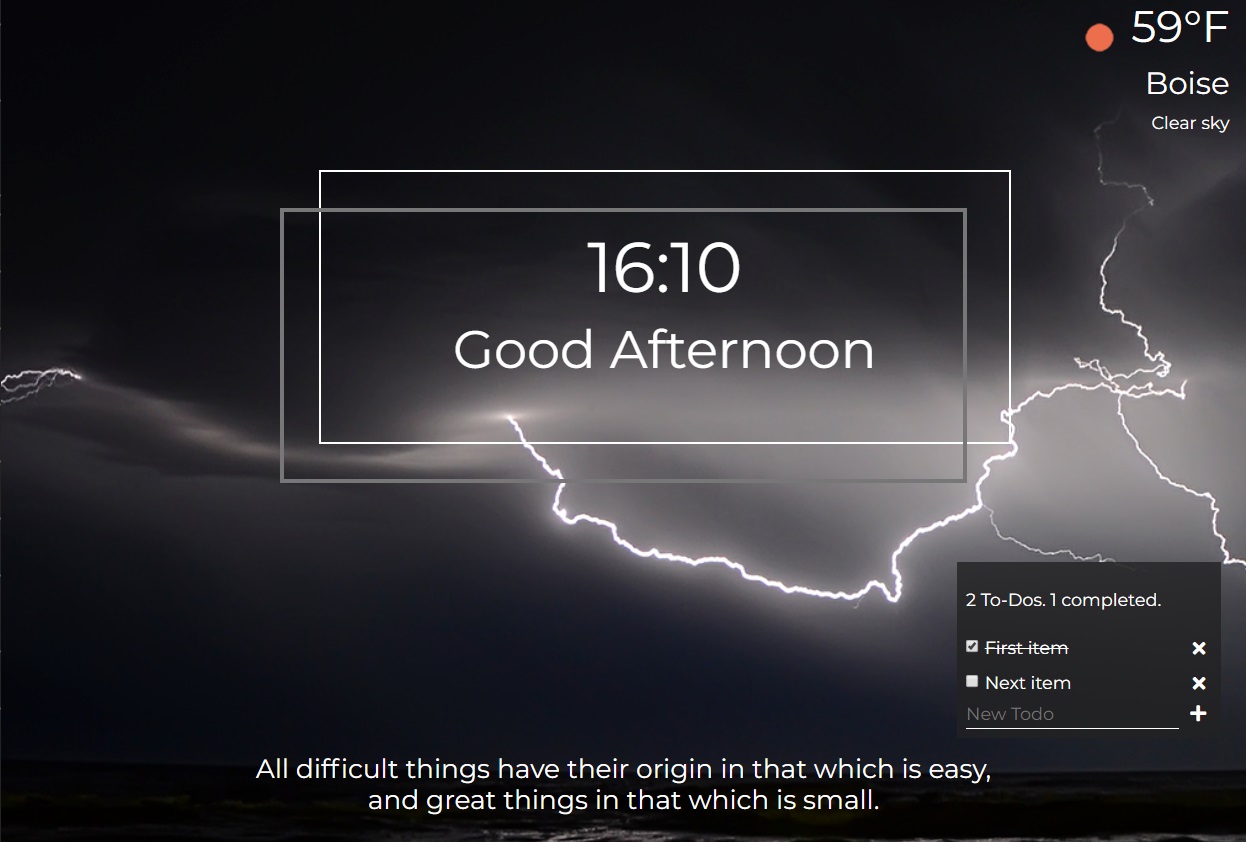 59°F
Boise
Clear sky
16:10
Good Afternoon
2 To-Dos. 1 completed.
First item
Next item
New Todo
All difficult things have their origin in that which is easy,
and great things in that which is small.